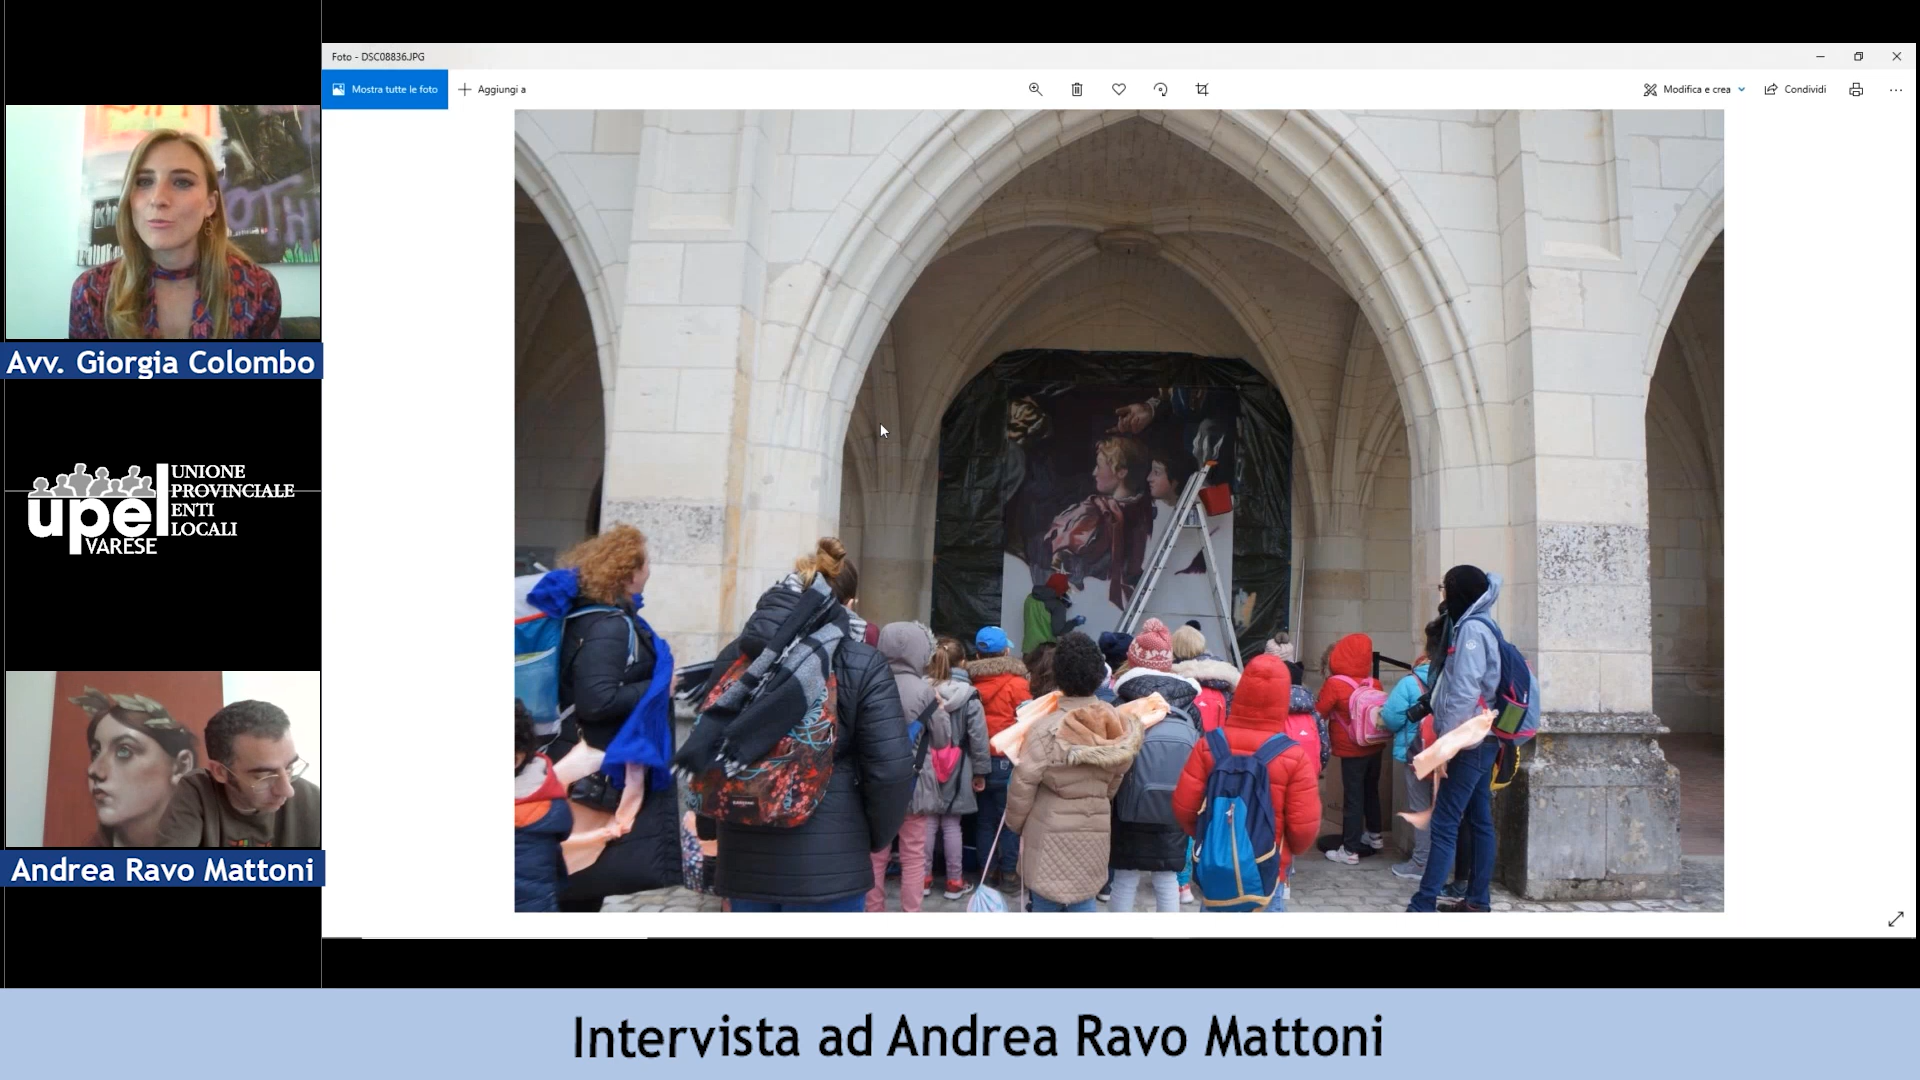 Foto - DSC08836.JPG
Mostra tutte le foto
Aggiungi a
Modifica e crea
Condividi
Avv. Giorgia Colombo
upel
UNIONE
PROVINCIALE
ENTI
LOCALI
VARESE
Andrea Ravo Mattoni
Intervista ad Andrea Ravo Mattoni